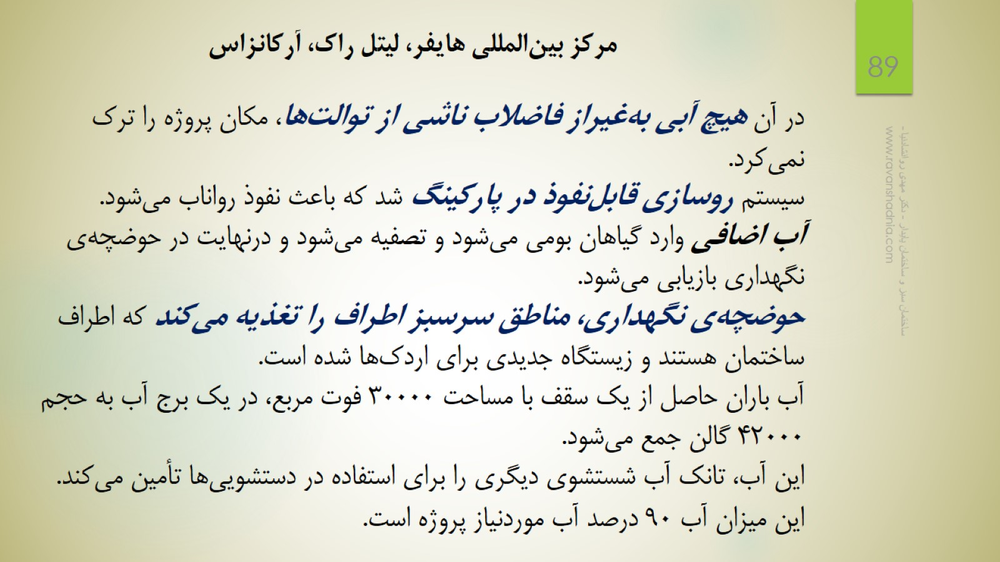 مرکز بین‌المللی هایفر، لیتل راک، آرکانزاس
89
در آن هیچ آبی به‌غیراز فاضلاب ناشی از توالت‌ها، مکان پروژه را ترک
نمی‌کرد.
سیستم روسازی قابل‌نفوذ در پارکینگ شد که باعث نفوذ رواناب می‌شود.
آب اضافی وارد گیاهان بومی می‌شود و تصفیه می‌شود و درنهایت در حوضچه‌ی
نگهداری بازیابی می‌شود.
حوضچه‌ی نگهداری، مناطق سرسبز اطراف را تغذیه می‌کند که اطراف
ساختمان هستند و زیستگاه جدیدی برای اردک‌ها شده است.
آب باران حاصل از یک سقف با مساحت ۳۰۰۰۰ فوت مربع، در یک برج آب به حجم
۴۲۰۰۰ گالن جمع می‌شود.
این آب، تانک آب شستشوی دیگری را برای استفاده در دستشویی‌ها تأمین می‌کند.
این میزان آب ۹۰ درصد آب موردنیاز پروژه است.
ساختمان سبز و ساختمان پایدار - دکتر مهدی روانشادنیا -
www.ravanshadnia.com